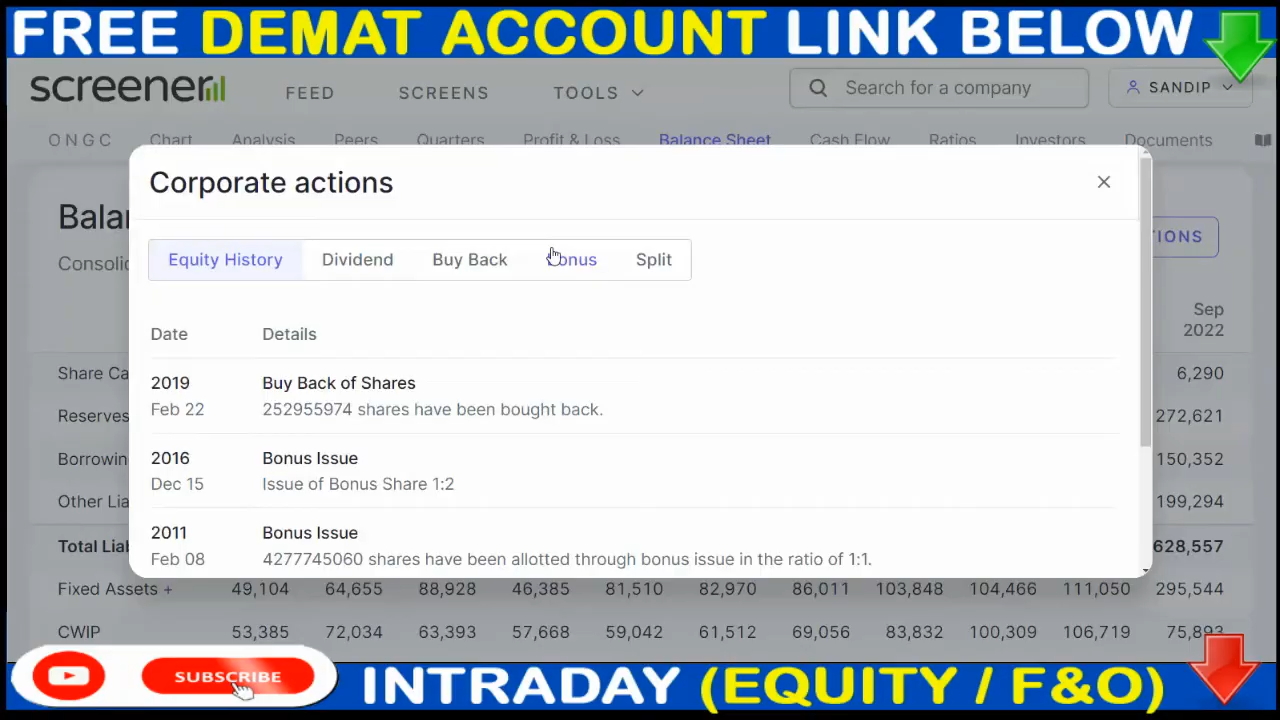 FREE DEMAT ACCOUNT LINK BELOW
screener
FEED
SCREENS
TOOLS
Search for a company
SANDIP
ONGC
Chart
Analysis
Peers
Quarters
Profit & Loss
Balance Sheet
Cash Flow
Ratios
Investors
Documents
Corporate actions
Equity History
Dividend
Buy Back
Split
Date Details
2019 Buy Back of Shares
Feb 22 252955974 shares have been bought back.
2016 Bonus Issue
Dec 15 Issue of Bonus Share 1:2
2011 Bonus Issue
Feb 08 4277745060 shares have been allotted through bonus issue in the ratio of 1:1.
Sep
2022
6,290
272,621
150,352
199,294
628,557
Fixed Assets + 49,104 64,655 88,928 46,385 81,510 82,970 86,011 103,848 104,466 111,050 295,544
CWIP 53,385 72,034 63,393 57,668 59,042 61,512 69,056 83,832 100,309 106,719 75,893
SUBSCRIBE
INTRADAY (EQUITY / F&O)